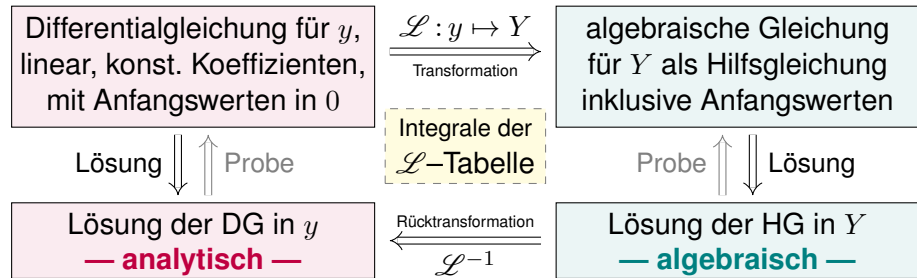 Differentialgleichung für y,
linear, konst. Koeffizienten,
mit Anfangswerten in 0
ℒ : y ↦ Y
Transformation
algebraische Gleichung
für Y als Hilfsgleichung
inklusive Anfangswerten
Integrale der
ℒ–Tabelle
Lösung
Probe
Probe
Lösung
Lösung der DG in y
— analytisch —
Rücktransformation
ℒ⁻¹
Lösung der HG in Y
— algebraisch —